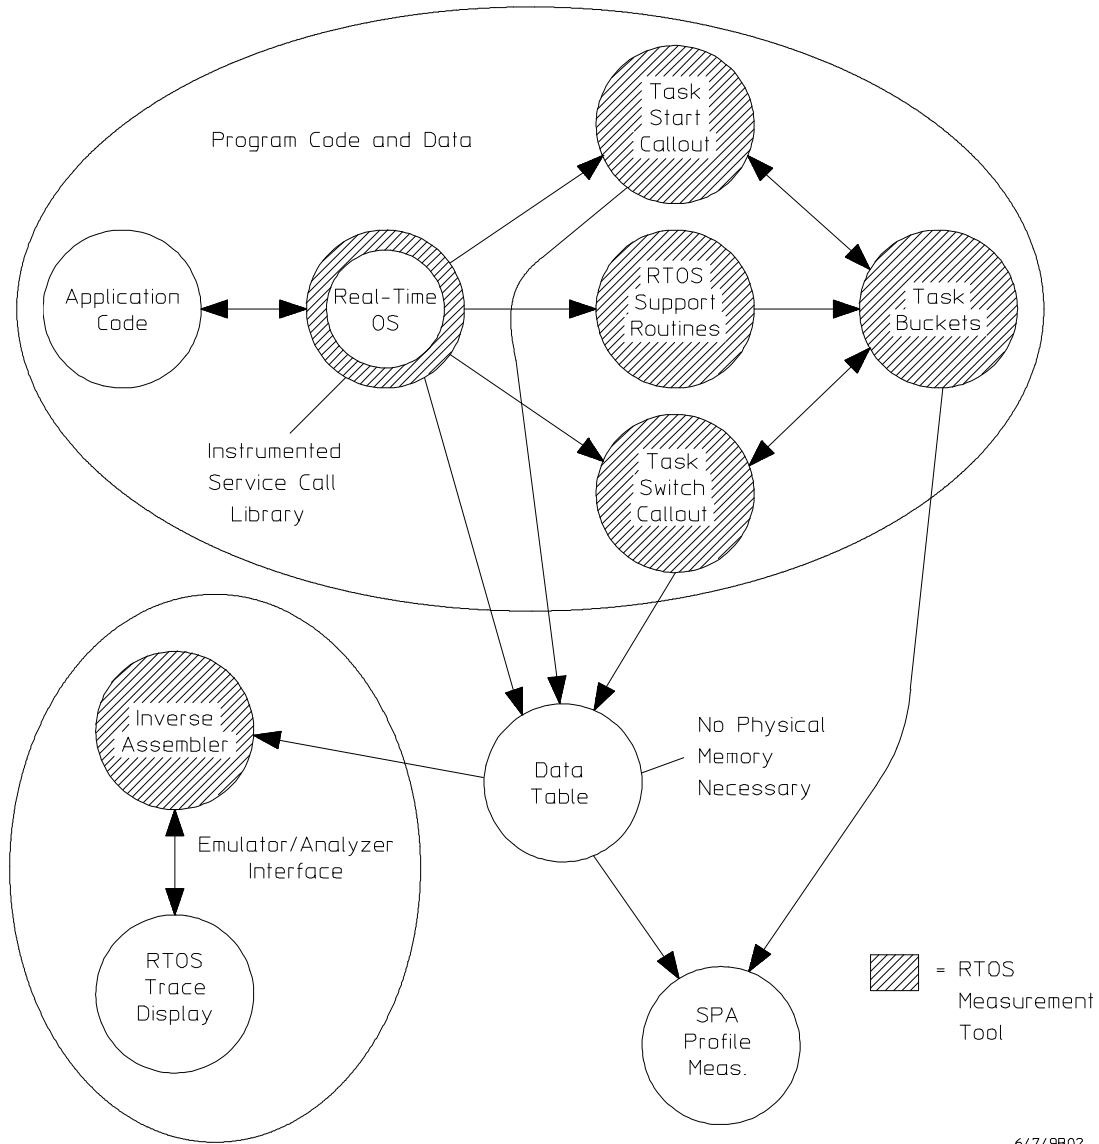 Program Code and Data
Task
Start
Callout
Application
Code
Real-Time
OS
RTOS
Support
Routines
Task
Buckets
Instrumented
Service Call
Library
Task
Switch
Callout
Inverse
Assembler
Emulator/Analyzer
Interface
RTOS
Trace
Display
Data
Table
No Physical
Memory
Necessary
SPA
Profile
Meas.
= RTOS
Measurement
Tool